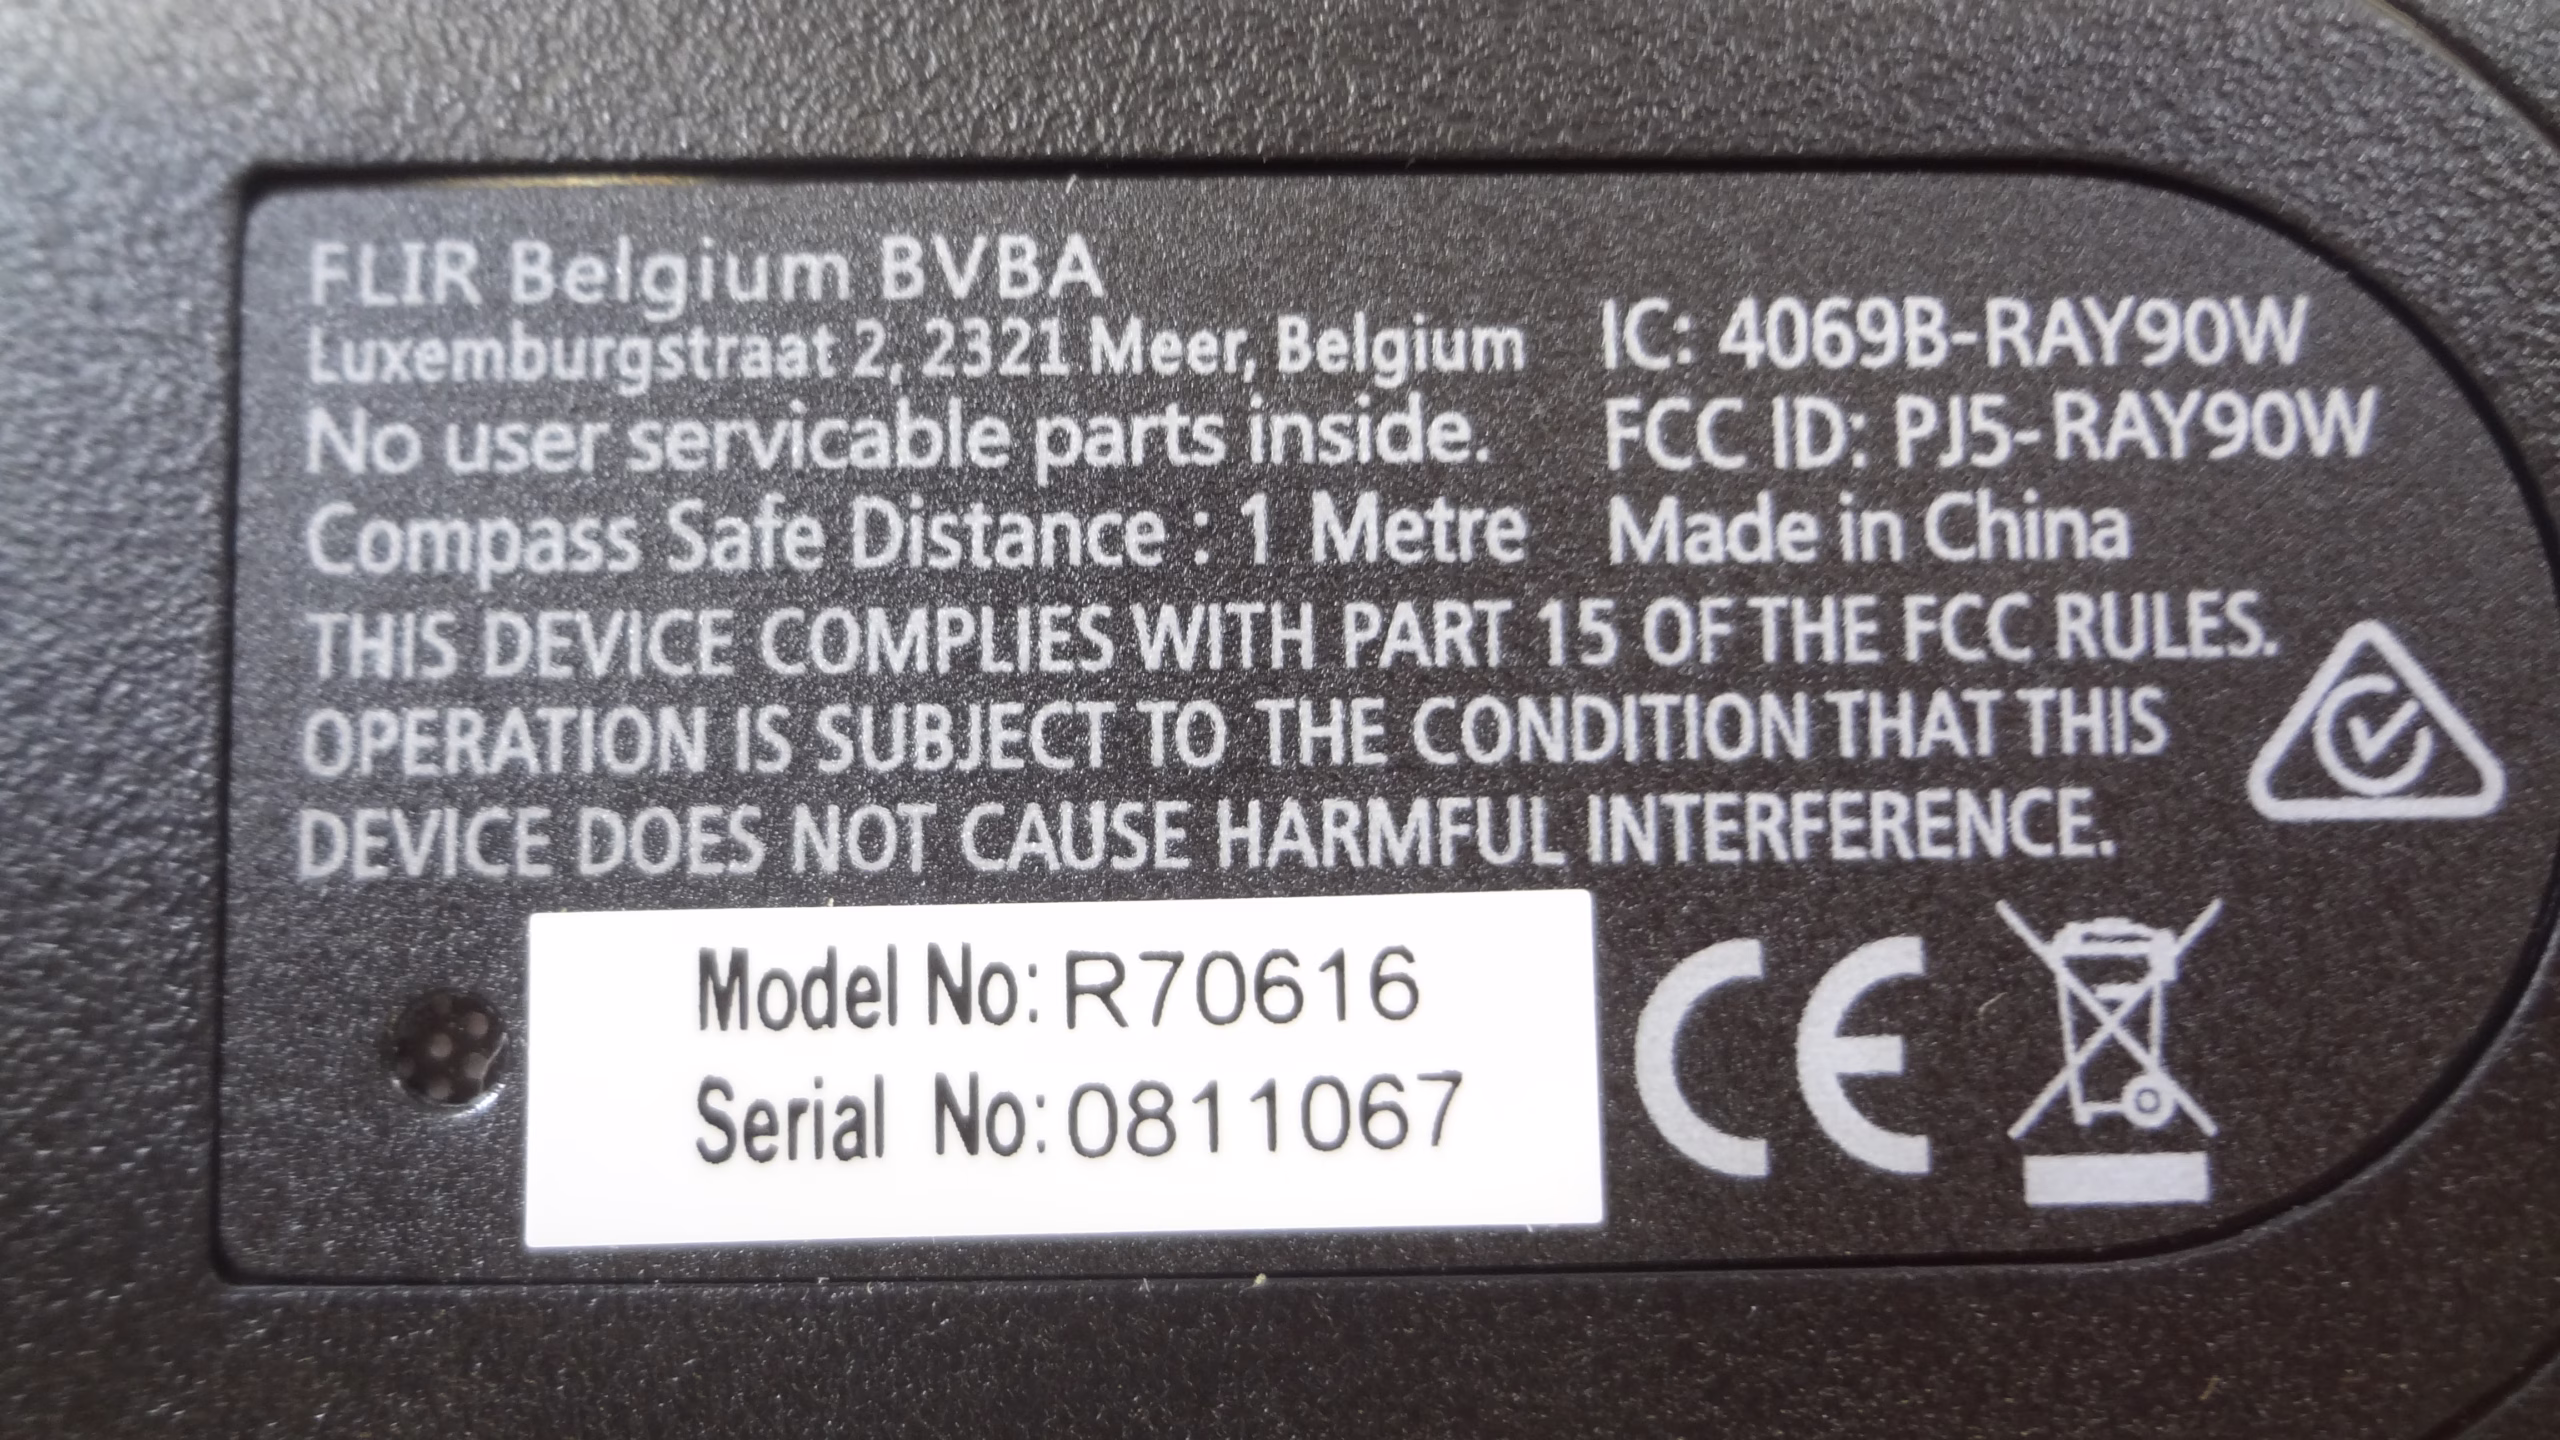 FLIR Belgium BVBA
Luxemburgstraat 2, 2321 Meer, Belgium
No user servicable parts inside.
Compass Safe Distance : 1 Metre
IC: 4069B-RAY90W
FCC ID: PJ5-RAY90W
Made in China
THIS DEVICE COMPLIES WITH PART 15 OF THE FCC RULES.
OPERATION IS SUBJECT TO THE CONDITION THAT THIS
DEVICE DOES NOT CAUSE HARMFUL INTERFERENCE.
Model No: R70616
Serial No: 0811067
CE